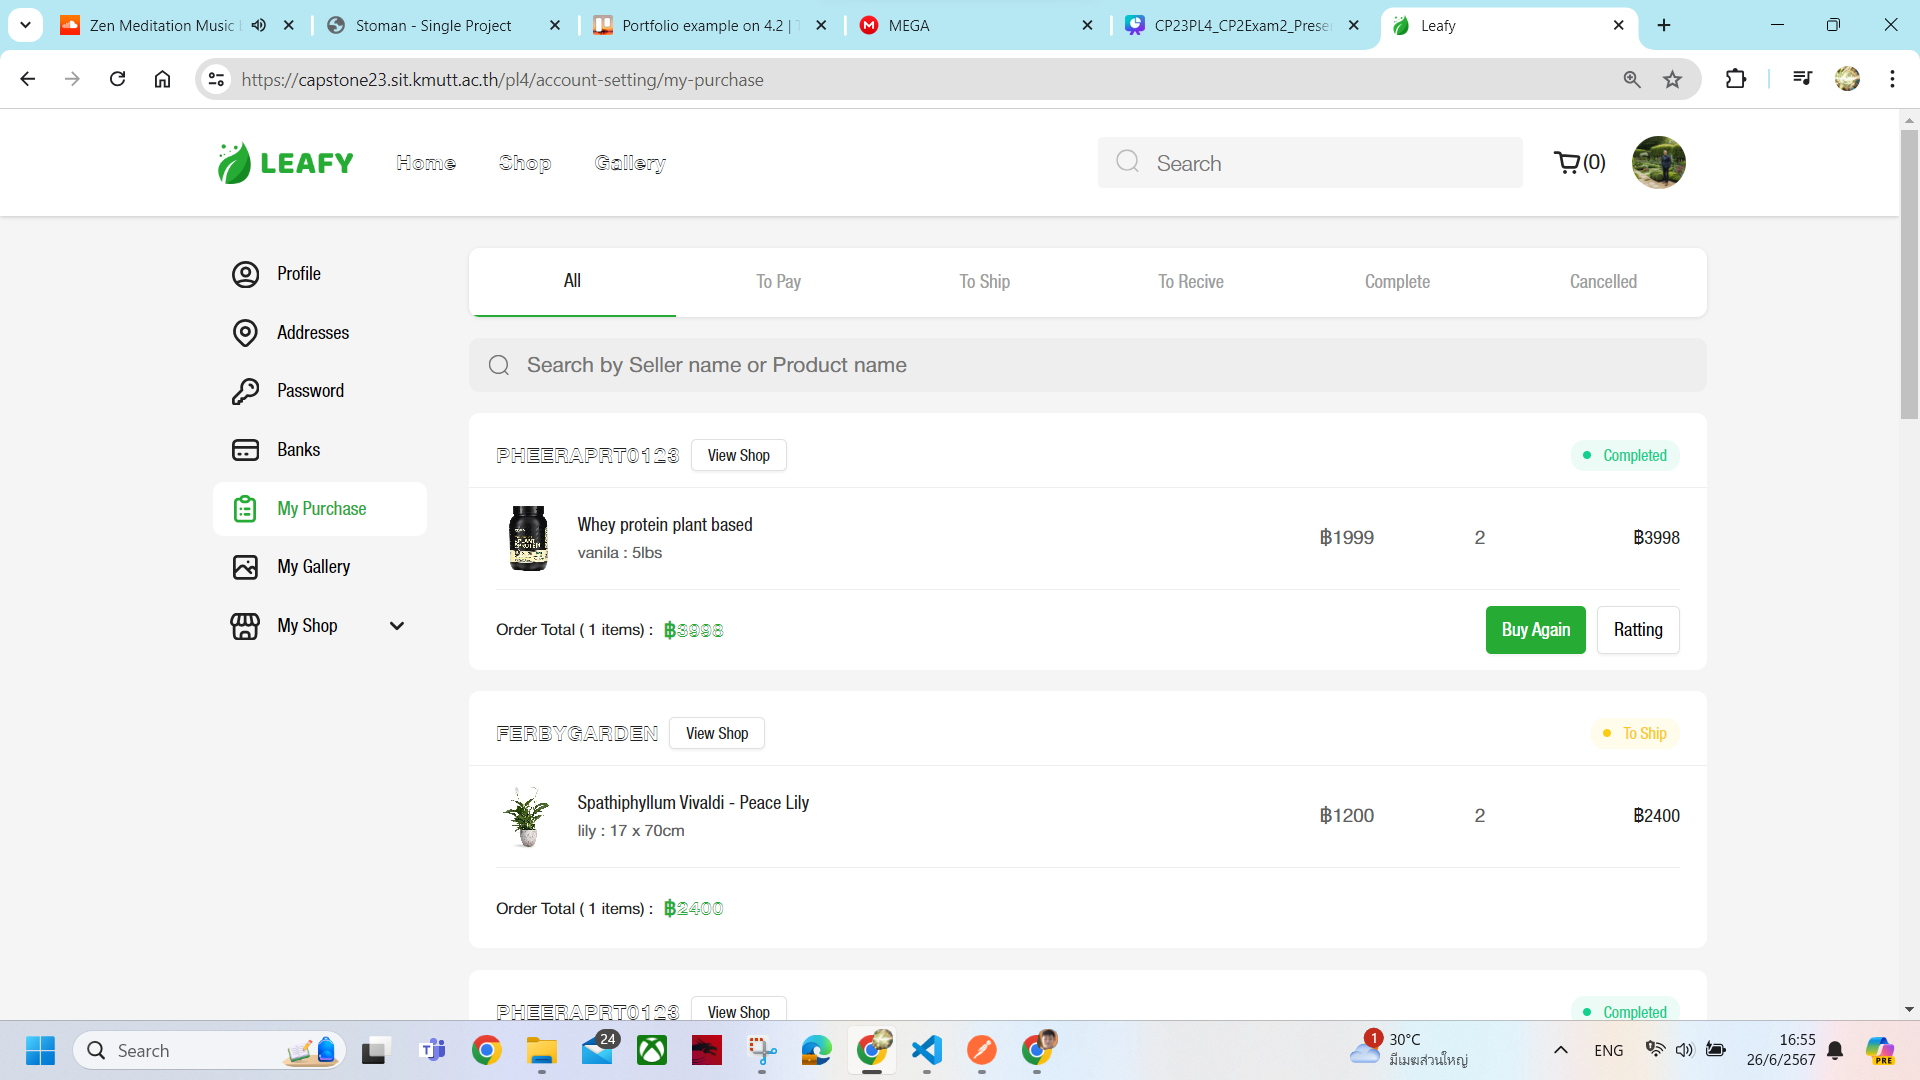 Zen Meditation Music
Stoman - Single Project
Portfolio example on 4.2 |
MEGA
CP23PL4_CP2Exam2_Presen
Leafy
https://capstone23.sit.kmutt.ac.th/pl4/account-setting/my-purchase
LEAFY
Home
Shop
Gallery
Search
(0)
Profile
Addresses
Password
Banks
My Purchase
My Gallery
My Shop
All
To Pay
To Ship
To Recive
Complete
Cancelled
Search by Seller name or Product name
PHEERAPRT0123
View Shop
Completed
Whey protein plant based
vanila : 5lbs
฿1999
2
฿3998
Order Total ( 1 items) : ฿3998
Buy Again
Ratting
FERBYGARDEN
View Shop
To Ship
Spathiphyllum Vivaldi - Peace Lily
lily : 17 x 70cm
฿1200
2
฿2400
Order Total ( 1 items) : ฿2400
PHEERAPRT0123
View Shop
Completed
Search
24
1
30°C
มีเมฆส่วนใหญ่
ENG
16:55
26/6/2567
PRE